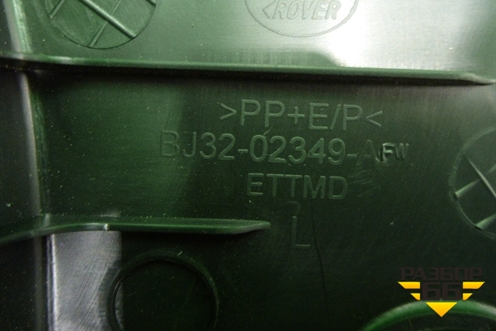 ROVER
>PP+E/P<
BJ32-02349-AFW
ETTMD
L
РАЗБОР
66